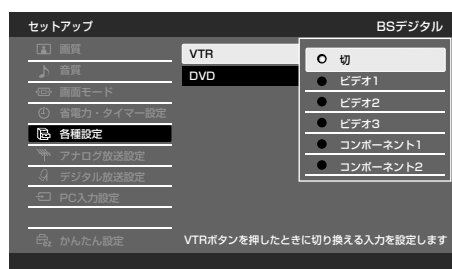 セットアップ
BSデジタル
画質
音質
画面モード
省電力・タイマー設定
各種設定
アナログ放送設定
デジタル放送設定
PC入力設定
かんたん設定
VTR
DVD
切
ビデオ1
ビデオ2
ビデオ3
コンポーネント1
コンポーネント2
VTRボタンを押したときに切り換える入力を設定します